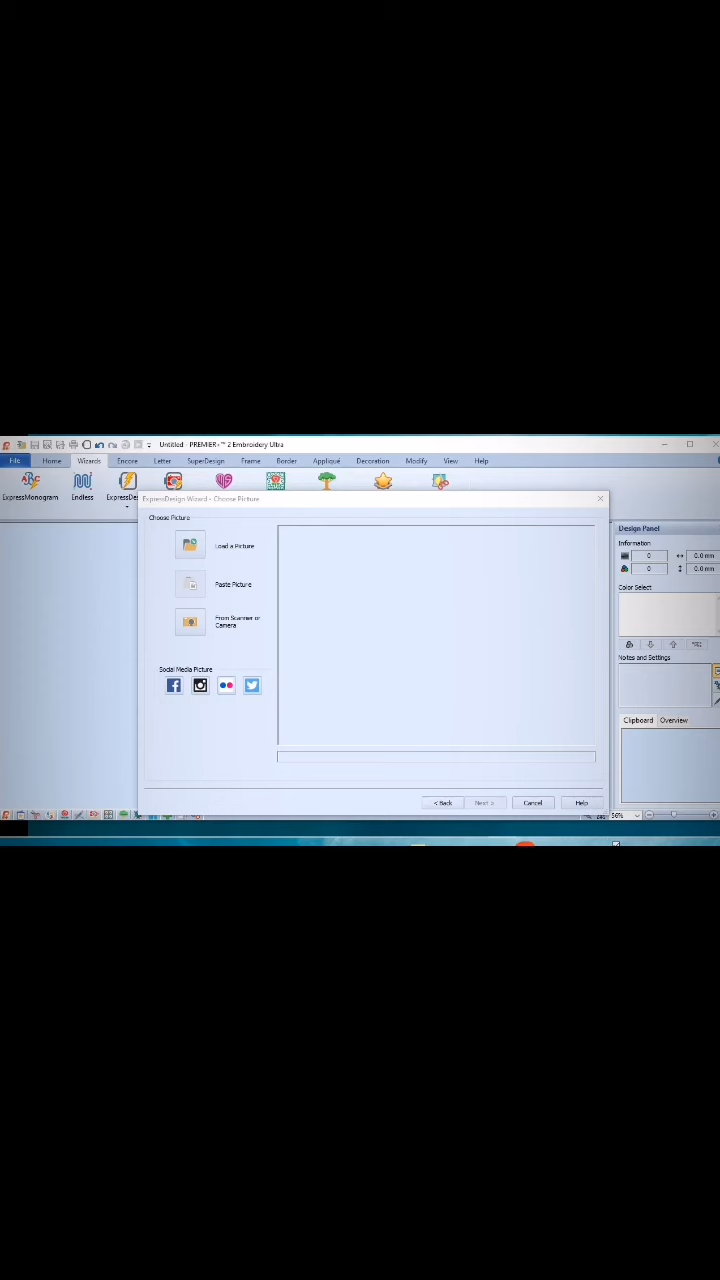 Untitled - PREMIER+™ 2 Embroidery Ultra
File Home Wizards Encore Letter SuperDesign Frame Border Appliqué Decoration Modify View Help
ABC
ExpressMonogram Endless
ExpressDesign Wizard - Choose Picture
Choose Picture
Load a Picture
Paste Picture
From Scanner or
Camera
Social Media Picture
< Back Next > Cancel Help
Design Panel
Information
0 0.0 mm
0 0.0 mm
Color Select
Notes and Settings
Clipboard Overview
56%